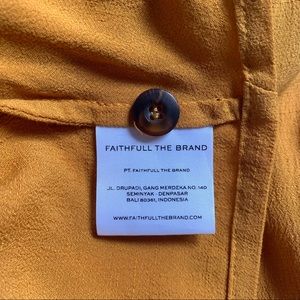 FAITHFULL THE BRAND
PT. FAITHFULL THE BRAND
JL. DRUPADI, GANG MERDEKA NO. 140
SEMINYAK - DENPASAR
BALI 80361, INDONESIA
WWW.FAITHFULLTHEBRAND.COM